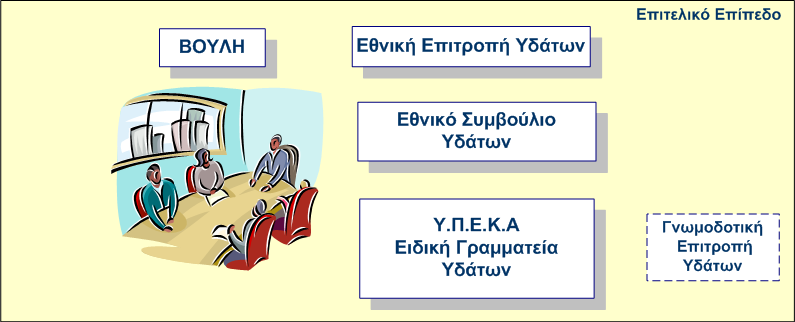 Επιτελικό Επίπεδο
ΒΟΥΛΗ
Εθνική Επιτροπή Υδάτων
Εθνικό Συμβούλιο
Υδάτων
Υ.Π.Ε.Κ.Α
Ειδική Γραμματεία
Υδάτων
Γνωμοδοτική
Επιτροπή
Υδάτων